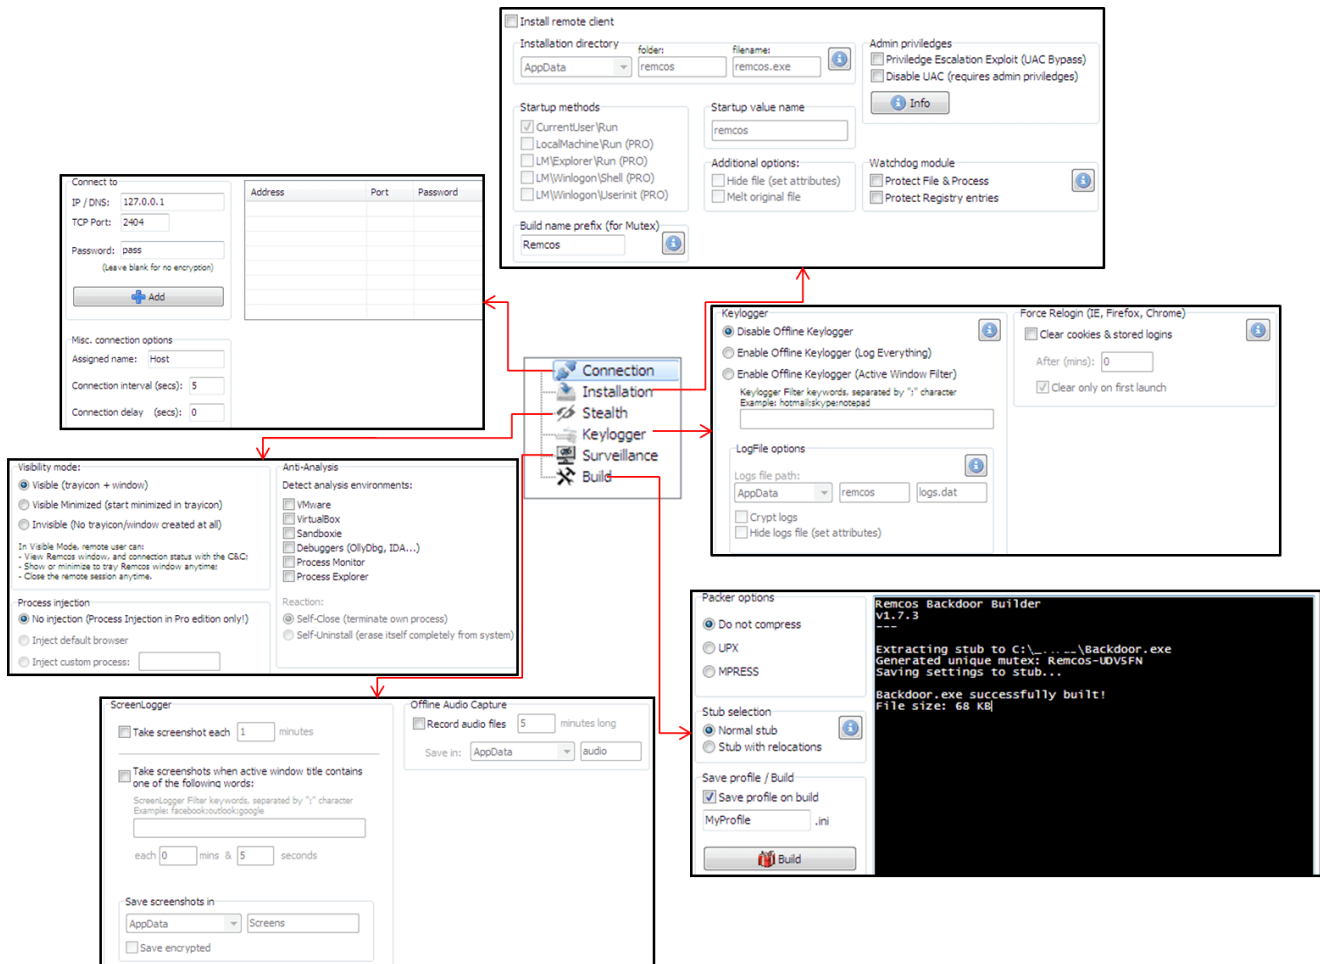 Install remote client
Installation directory
folder:
filename:
AppData
remcos
remcos.exe
Admin priviledges
Priviledge Escalation Exploit (UAC Bypass)
Disable UAC (requires admin priviledges)
Info
Startup methods
CurrentUser\Run
LocalMachine\Run (PRO)
LM\Explorer\Run (PRO)
LM\Winlogon\Shell (PRO)
LM\Winlogon\Userinit (PRO)
Startup value name
remcos
Additional options:
Hide file (set attributes)
Melt original file
Watchdog module
Protect File & Process
Protect Registry entries
Build name prefix (for Mutex)
Remcos
Connect to
IP / DNS: 127.0.0.1
TCP Port: 2404
Password: pass
(Leave blank for no encryption)
Add
Address Port Password
Misc. connection options
Assigned name: Host
Connection interval (secs): 5
Connection delay (secs): 0
Connection
Installation
Stealth
Keylogger
Surveillance
Build
Keylogger
Disable Offline Keylogger
Enable Offline Keylogger (Log Everything)
Enable Offline Keylogger (Active Window Filter)
Keylogger Filter keywords, separated by ";" character
Example: hotmail;skype;notepad
LogFile options
Logs file path:
AppData
remcos
logs.dat
Crypt logs
Hide logs file (set attributes)
Force Relogin (IE, Firefox, Chrome)
Clear cookies & stored logins
After (mins): 0
Clear only on first launch
Visibility mode:
Visible (trayicon + window)
Visible Minimized (start minimized in trayicon)
Invisible (No trayicon/window created at all)
In Visible Mode, remote user can:
- View Remcos window, and connection status with the C&C;
- Show or minimize to tray Remcos window anytime;
- Close the remote session anytime.
Process injection
No injection (Process Injection in Pro edition only!)
Inject default browser
Inject custom process:
Anti-Analysis
Detect analysis environments:
VMware
VirtualBox
Sandboxie
Debuggers (OllyDbg, IDA...)
Process Monitor
Process Explorer
Reaction:
Self-Close (terminate own process)
Self-Uninstall (erase itself completely from system)
ScreenLogger
Take screenshot each 1 minutes
Take screenshots when active window title contains
one of the following words:
ScreenLogger Filter keywords, separated by ";" character
Example: facebook;outlook;google
each 0 mins & 5 seconds
Save screenshots in
AppData
Screens
Save encrypted
Offline Audio Capture
Record audio files 5 minutes long
Save in: AppData audio
Packer options
Do not compress
UPX
MPRESS
Stub selection
Normal stub
Stub with relocations
Save profile / Build
Save profile on build
MyProfile .ini
Build
Remcos Backdoor Builder
v1.7.3
---
Extracting stub to C:\ \Backdoor.exe
Generated unique mutex: Remcos-UDV5FN
Saving settings to stub...
Backdoor.exe successfully built!
File size: 68 KB